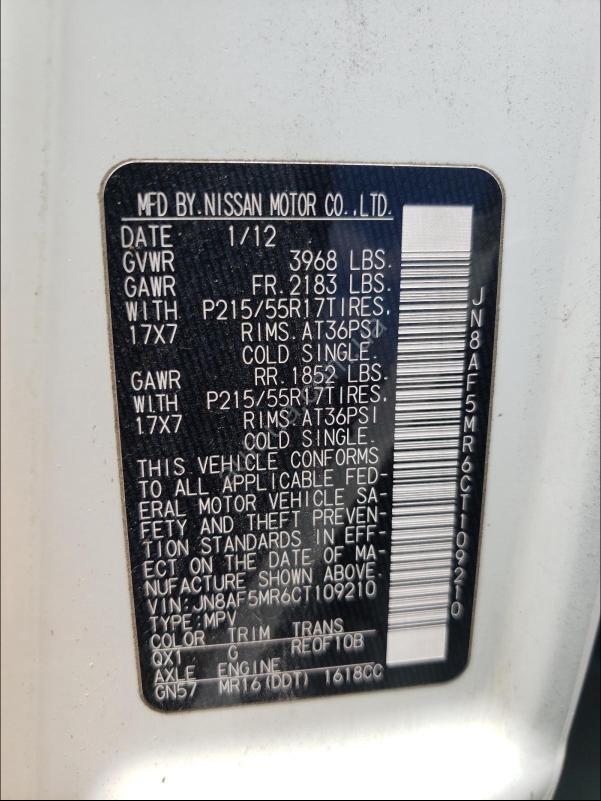 MFD BY.NISSAN MOTOR CO.,LTD.
DATE 1/12
GVWR 3968 LBS.
GAWR FR. 2183 LBS.
WITH P215/55R17TIRES.
17X7 RIMS. AT36PSI
COLD SINGLE.
GAWR RR. 1852 LBS.
WITH P215/55R17TIRES.
17X7 RIMS. AT36PSI
COLD SINGLE.
THIS VEHICLE CONFORMS
TO ALL APPLICABLE FED-
ERAL MOTOR VEHICLE SA-
FETY AND THEFT PREVEN-
TION STANDARDS IN EFF-
ECT ON THE DATE OF MA-
NUFACTURE SHOWN ABOVE.
VIN: JN8AF5MR6CT109210
TYPE: MPV
COLOR TRIM TRANS
QX1 G REOF10B
AXLE ENGINE
GN57 MR16 (DDT) 1618CC
JN8AF5MR6CT109210